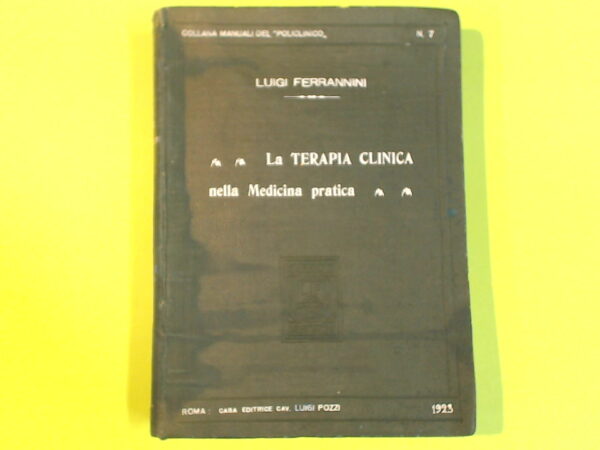 COLLANA MANUALI DEL "POLICLINICO„ N. 7
LUIGI FERRANNINI
La TERAPIA CLINICA
nella Medicina pratica
ROMA: CASA EDITRICE CAV. LUIGI POZZI 1923